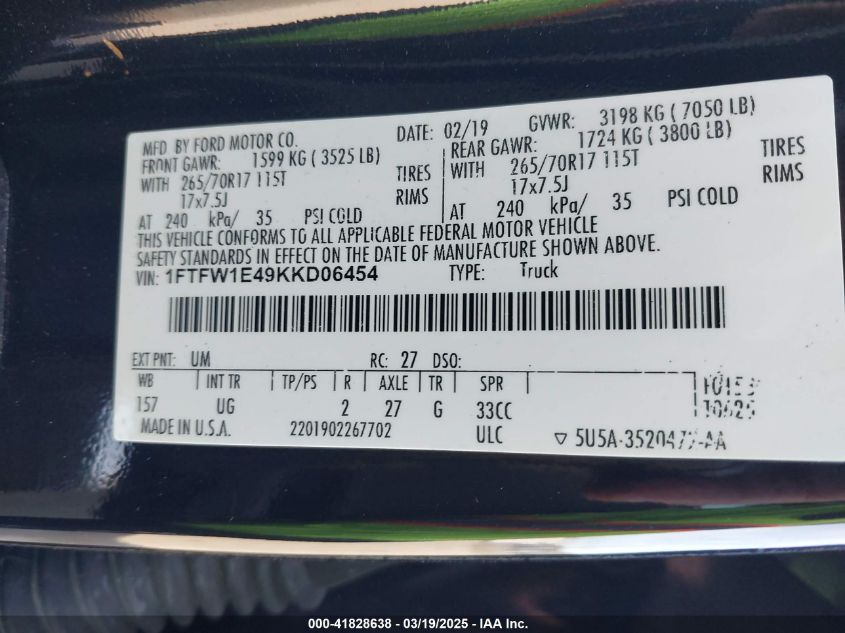 MFD. BY FORD MOTOR CO.
DATE: 02/19 GVWR: 3198 KG ( 7050 LB)
FRONT GAWR: 1599 KG ( 3525 LB)
WITH 265/70R17 115T TIRES
17x7.5J RIMS
AT 240 kPa/ 35 PSI COLD
REAR GAWR: 1724 KG ( 3800 LB)
WITH 265/70R17 115T TIRES
17x7.5J RIMS
AT 240 kPa/ 35 PSI COLD
THIS VEHICLE CONFORMS TO ALL APPLICABLE FEDERAL MOTOR VEHICLE
SAFETY STANDARDS IN EFFECT ON THE DATE OF MANUFACTURE SHOWN ABOVE.
VIN: 1FTFW1E49KKD06454 TYPE: Truck
EXT PNT: UM RC: 27 DSO:
WB INT TR TP/PS R AXLE TR SPR
157 UG 2 27 G 33CC
MADE IN U.S.A. 2201902267702 ULC
000-41828638 - 03/19/2025 - IAA Inc.